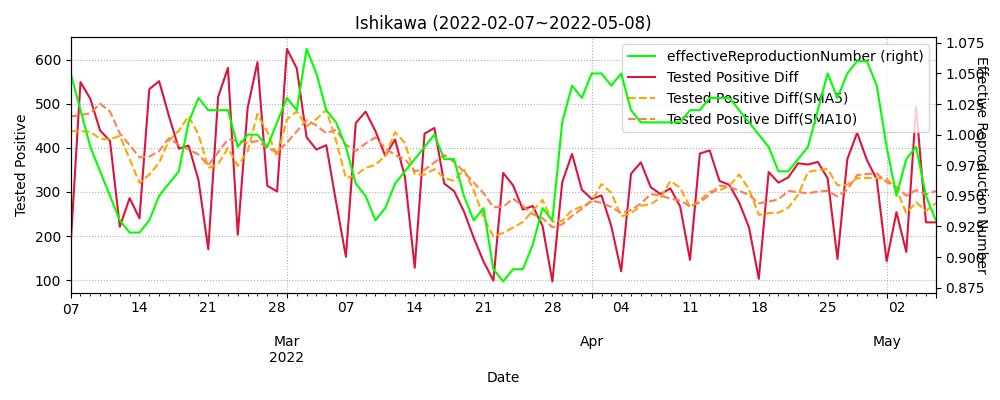 Ishikawa (2022-02-07~2022-05-08)
effectiveReproductionNumber (right)
Tested Positive Diff
Tested Positive Diff(SMA5)
Tested Positive Diff(SMA10)
Tested Positive
600
500
400
300
200
100
1.075
1.050
1.025
1.000
0.975
0.950
0.925
0.900
0.875
Effective Reproduction Number
07 14 21 28 07 14 21 28 04 11 18 25 02
Mar Apr May
2022
Date